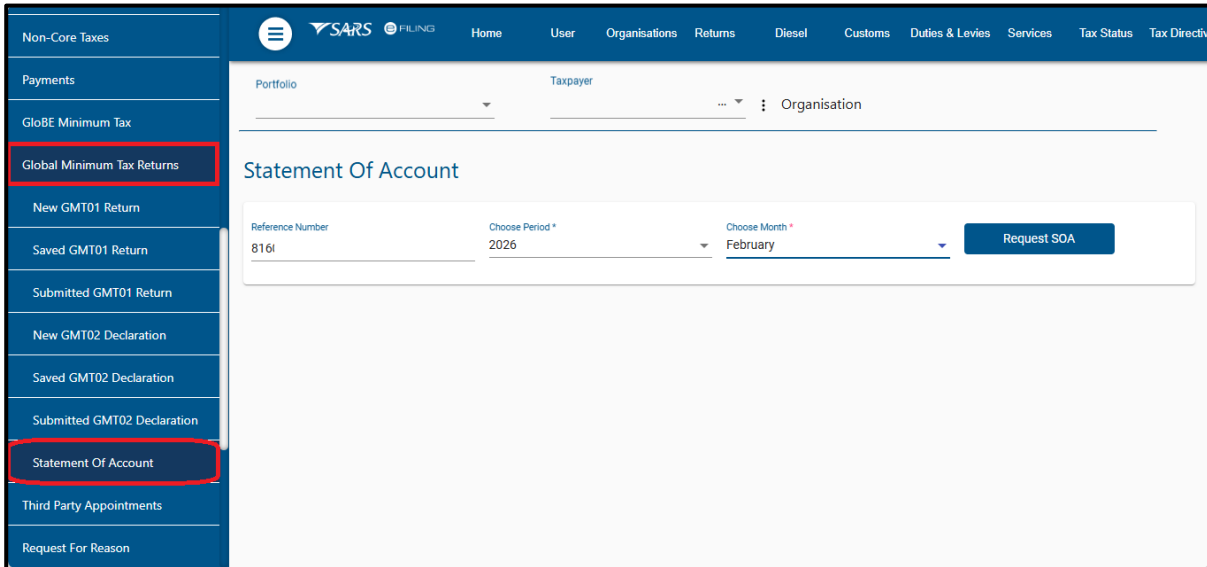 Non-Core Taxes
Payments
GloBE Minimum Tax
Global Minimum Tax Returns
New GMT01 Return
Saved GMT01 Return
Submitted GMT01 Return
New GMT02 Declaration
Saved GMT02 Declaration
Submitted GMT02 Declaration
Statement Of Account
Third Party Appointments
Request For Reason
SARS e FILING Home User Organisations Returns Diesel Customs Duties & Levies Services Tax Status Tax Directiv
Portfolio Taxpayer
... Organisation
Statement Of Account
Reference Number Choose Period * Choose Month *
816 2026 February Request SOA